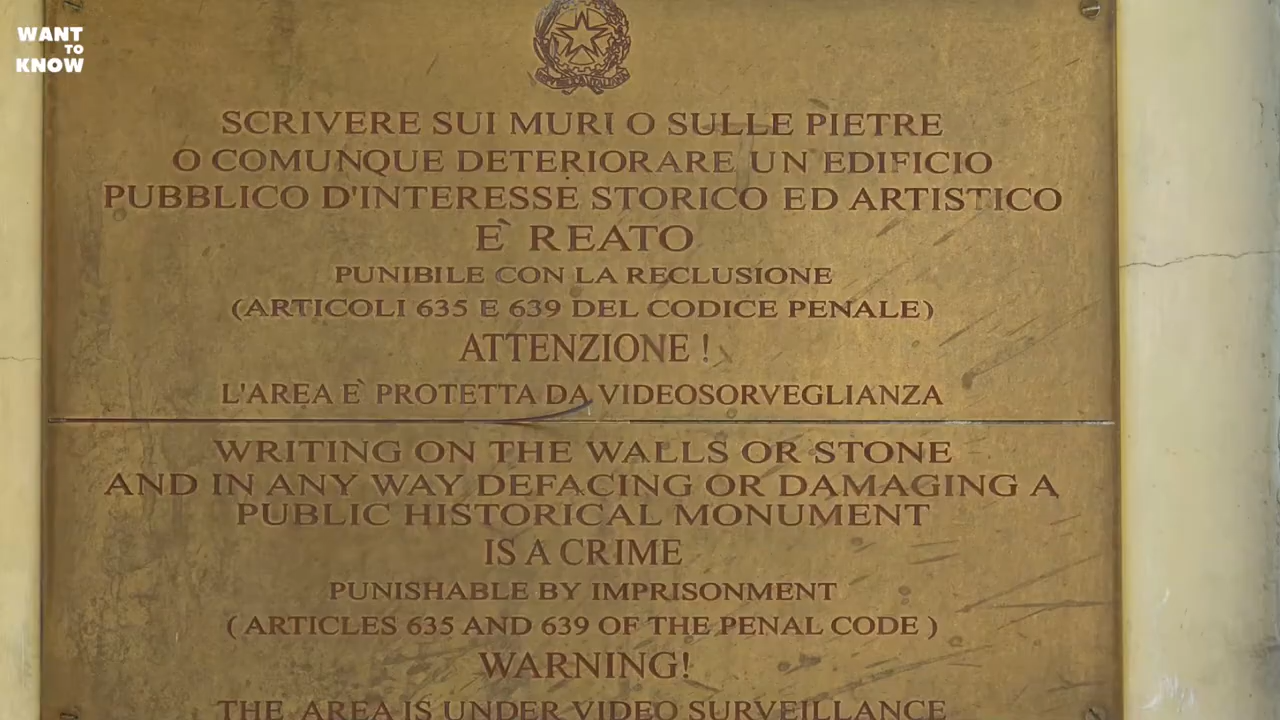 WANT
TO
KNOW
SCRIVERE SUI MURI O SULLE PIETRE
O COMUNQUE DETERIORARE UN EDIFICIO
PUBBLICO D'INTERESSE STORICO ED ARTISTICO
E` REATO
PUNIBILE CON LA RECLUSIONE
(ARTICOLI 635 E 639 DEL CODICE PENALE)
ATTENZIONE !
L'AREA E` PROTETTA DA VIDEOSORVEGLIANZA
WRITING ON THE WALLS OR STONE
AND IN ANY WAY DEFACING OR DAMAGING A
PUBLIC HISTORICAL MONUMENT
IS A CRIME
PUNISHABLE BY IMPRISONMENT
( ARTICLES 635 AND 639 OF THE PENAL CODE )
WARNING!
THE AREA IS UNDER VIDEO SURVEILLANCE